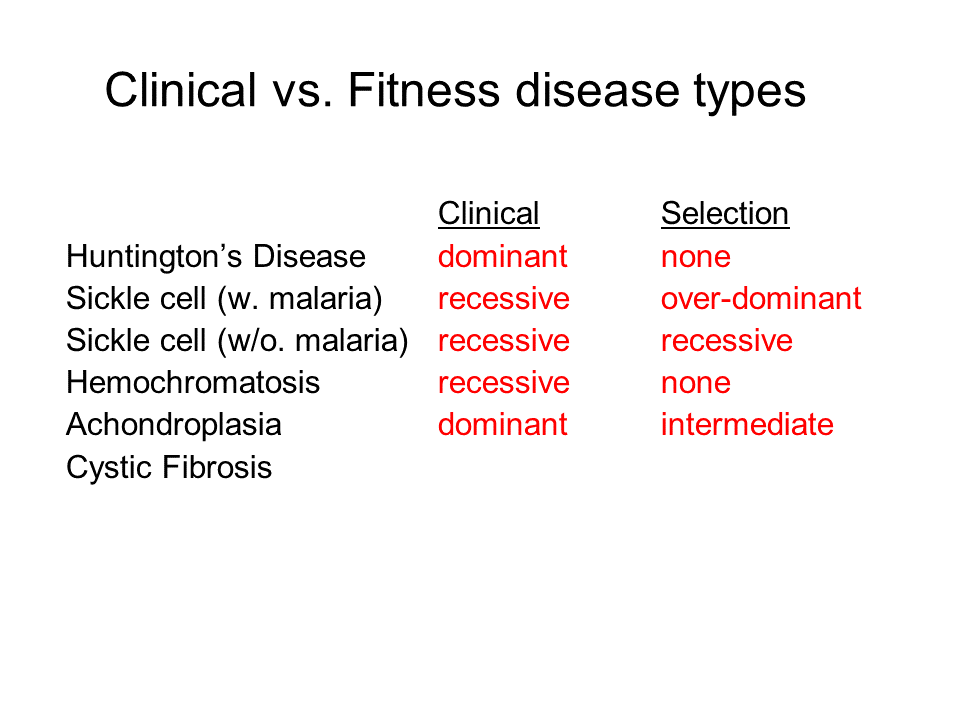 Clinical vs. Fitness disease types
Clinical Selection
Huntington’s Disease dominant none
Sickle cell (w. malaria) recessive over-dominant
Sickle cell (w/o. malaria) recessive recessive
Hemochromatosis recessive none
Achondroplasia dominant intermediate
Cystic Fibrosis